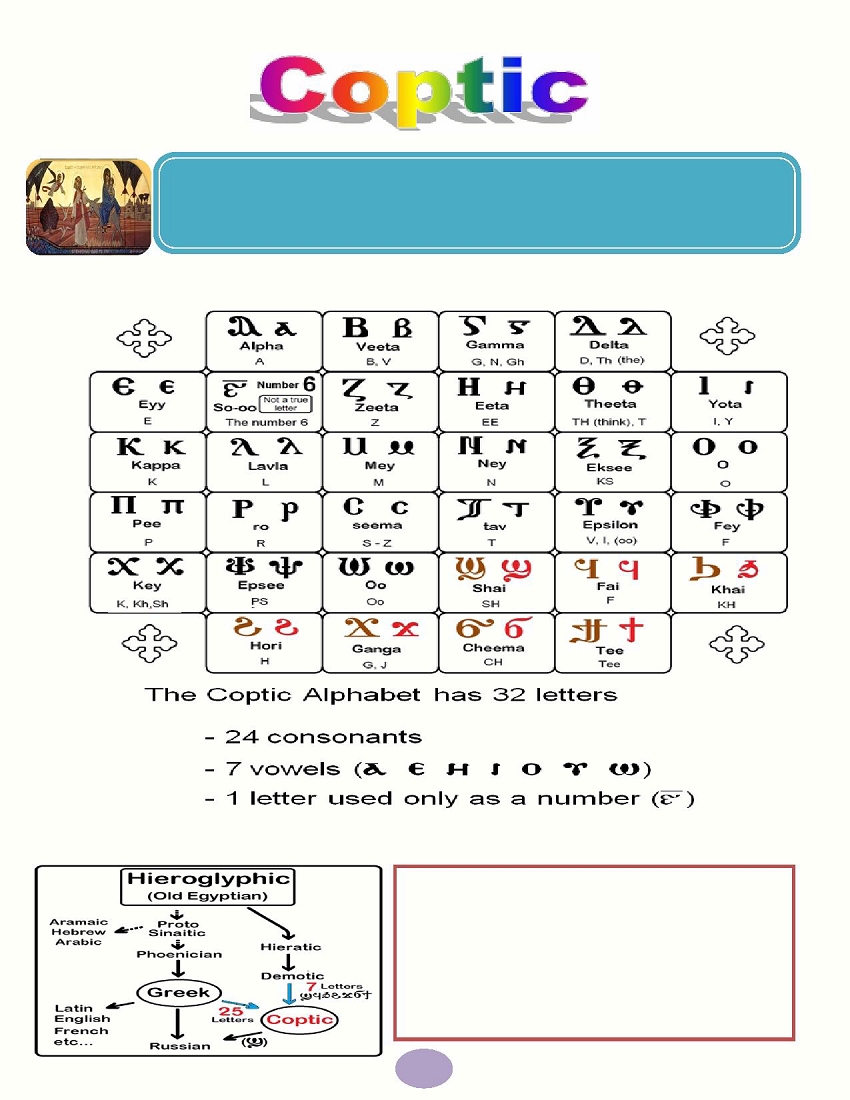 Coptic
Ⲁ ⲁ Ⲃ ⲃ Ⲅ ⲅ Ⲇ ⲇ
Alpha Veeta Gamma Delta
A B, V G, N, Gh D, Th (the)
Ⲉ ⲉ ⲋ̅ Number 6 Ⲍ ⲍ Ⲏ ⲏ Ⲑ ⲑ Ⲓ ⲓ
Eyy So-oo Not a true letter Zeeta Eeta Theeta Yota
E The number 6 Z EE TH (think), T I, Y
Ⲕ ⲕ Ⲗ ⲗ Ⲙ ⲙ Ⲛ ⲛ Ⲝ ⲝ Ⲟ ⲟ
Kappa Lavla Mey Ney Eksee O
K L M N KS O
Ⲡ ⲡ Ⲣ ⲣ Ⲥ ⲥ Ⲧ ⲧ Ⲩ ⲩ Ⲫ ⲫ
Pee ro seema tav Epsilon Fey
P R S - Z T V, I, (oo) F
Ⲭ ⲭ Ⲯ ⲯ Ⲱ ⲱ Ϣ ϣ Ϥ ϥ Ϧ ϧ
Key Epsee Oo Shai Fai Khai
K, Kh,Sh PS Oo SH F KH
Ϩ ϩ Ϫ ϫ Ϭ ϭ Ϯ ϯ
Hori Ganga Cheema Tee
H G, J CH Tee
The Coptic Alphabet has 32 letters
- 24 consonants
- 7 vowels (ⲁ ⲉ ⲏ ⲓ ⲟ ⲩ ⲱ)
- 1 letter used only as a number (ⲋ̅)
Hieroglyphic
(Old Egyptian)
Aramaic
Hebrew
Arabic
Proto
Sinaitic
Phoenician
Hieratic
Demotic
7 Letters
ϣϥϧϩϫϭϯ
Greek
25
Letters
Coptic
Latin
English
French
etc...
Russian
(ϣ)